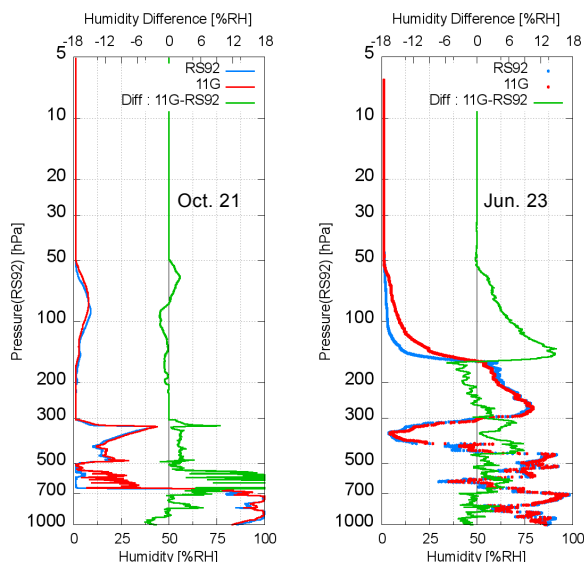 Humidity Difference [%RH]
-18 -12 -6 0 6 12 18
5
10
20
30
50
100
200
300
500
700
1000
Pressure(RS92) [hPa]
RS92
11G
Diff : 11G-RS92
Oct. 21
0 25 50 75 100
Humidity [%RH]
Humidity Difference [%RH]
-18 -12 -6 0 6 12 18
5
10
20
30
50
100
200
300
500
700
1000
Pressure(RS92) [hPa]
RS92
11G
Diff : 11G-RS92
Jun. 23
0 25 50 75 100
Humidity [%RH]